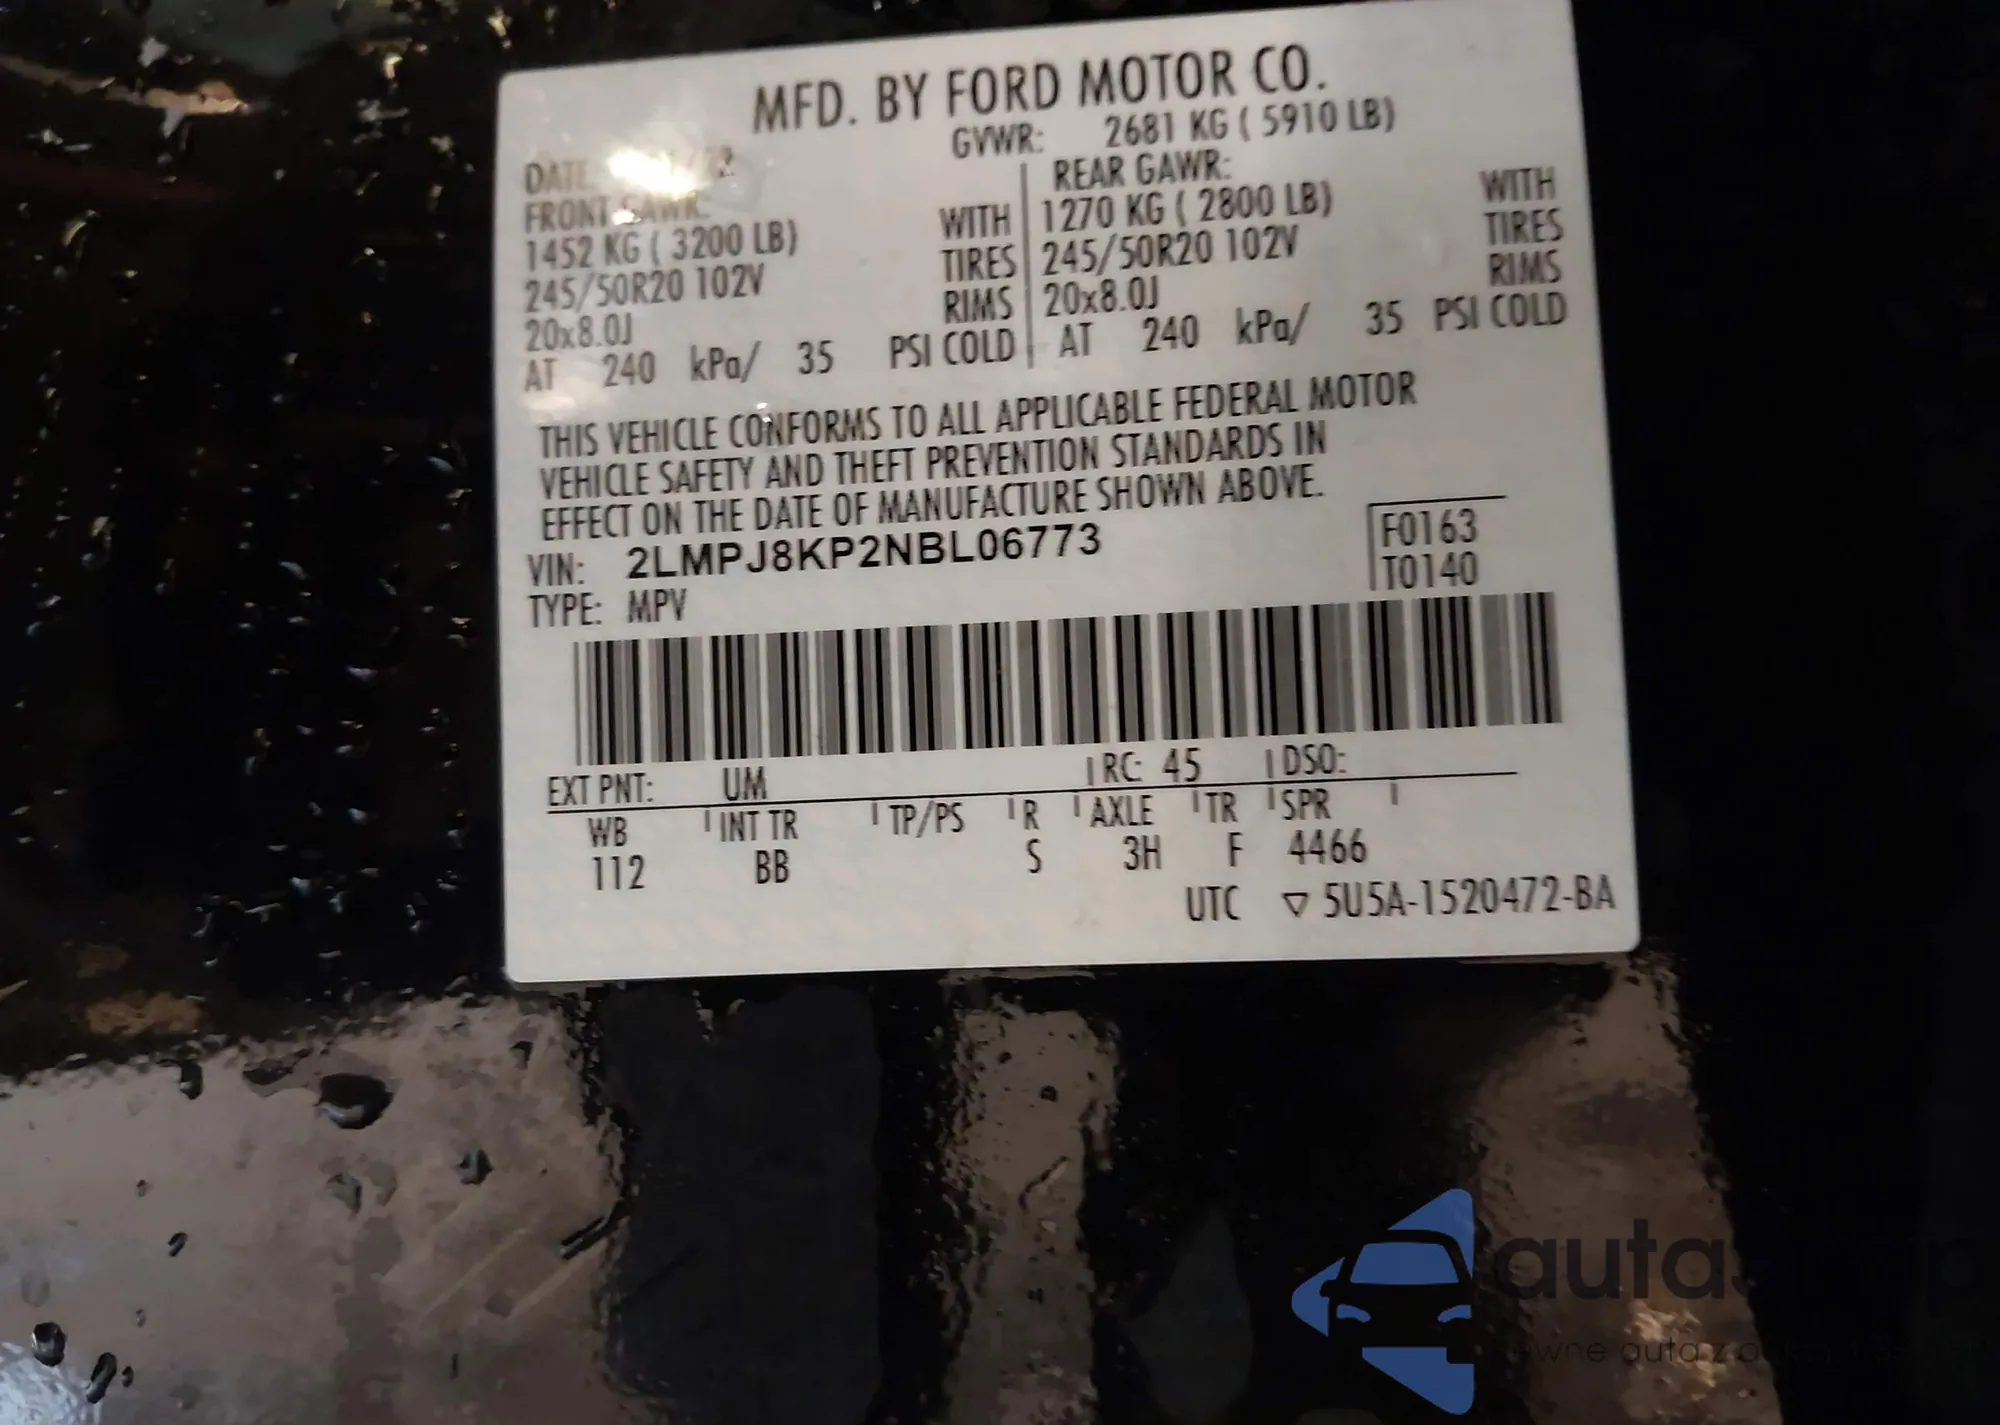 MFD. BY FORD MOTOR CO.
GVWR: 2681 KG ( 5910 LB)
DATE
FRONT GAWR:
1452 KG ( 3200 LB) WITH
245/50R20 102V TIRES
20x8.0J RIMS
AT 240 kPa/ 35 PSI COLD
REAR GAWR:
1270 KG ( 2800 LB) WITH
245/50R20 102V TIRES
20x8.0J RIMS
AT 240 kPa/ 35 PSI COLD
THIS VEHICLE CONFORMS TO ALL APPLICABLE FEDERAL MOTOR
VEHICLE SAFETY AND THEFT PREVENTION STANDARDS IN
EFFECT ON THE DATE OF MANUFACTURE SHOWN ABOVE.
VIN: 2LMPJ8KP2NBL06773
F0163
TYPE: MPV
T0140
EXT PNT: UM RC: 45 DSO:
WB INT TR TP/PS R AXLE TR SPR
112 BB S 3H F 4466
UTC ▽ 5U5A-1520472-BA
auta